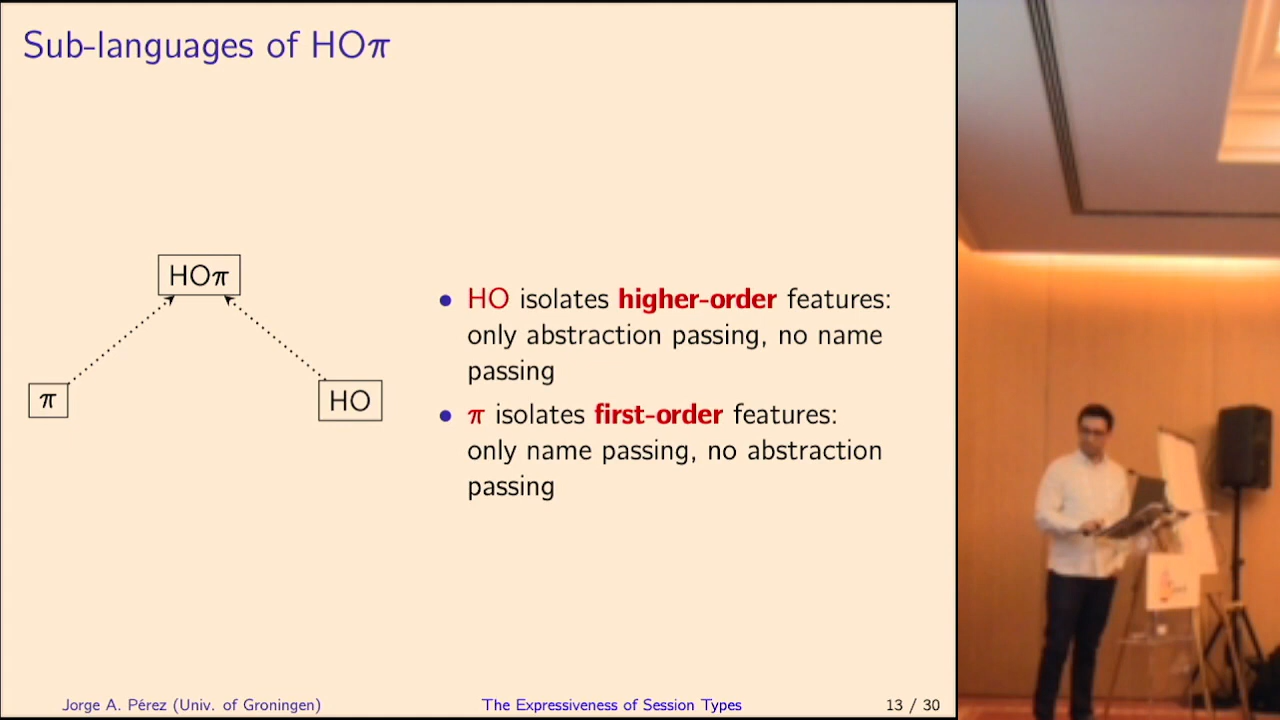 Sub-languages of HOπ
HOπ
π
HO
• HO isolates higher-order features:
only abstraction passing, no name
passing
• π isolates first-order features:
only name passing, no abstraction
passing
Jorge A. Pérez (Univ. of Groningen)
The Expressiveness of Session Types
13 / 30